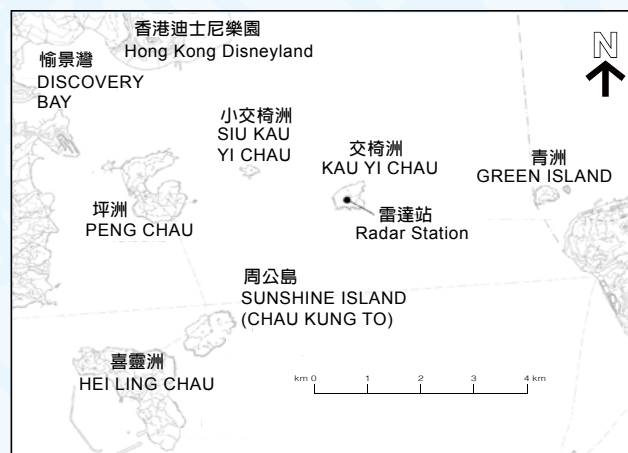 香港迪士尼樂園
Hong Kong Disneyland
N
愉景灣
DISCOVERY
BAY
小交椅洲
SIU KAU
YI CHAU
交椅洲
KAU YI CHAU
青洲
GREEN ISLAND
坪洲
PENG CHAU
雷達站
Radar Station
周公島
SUNSHINE ISLAND
(CHAU KUNG TO)
喜靈洲
HEI LING CHAU
km 0 1 2 3 4 km